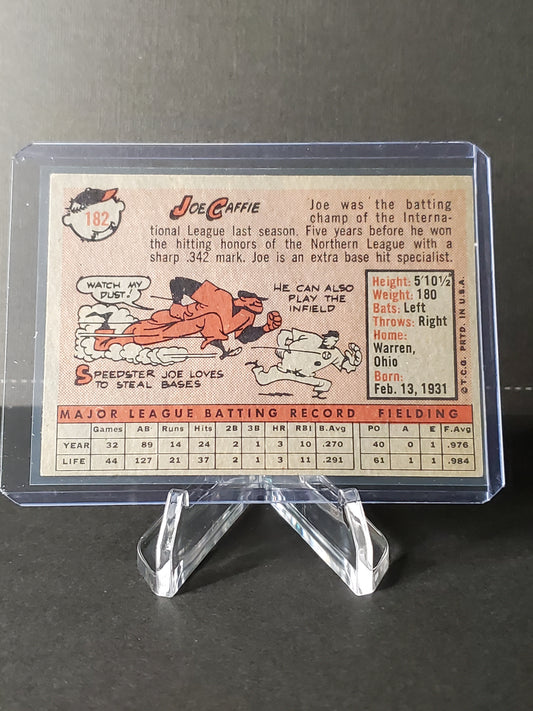 182
JOE CAFFIE
Joe was the batting
champ of the Interna-
tional League last season. Five years before he won
the hitting honors of the Northern League with a
sharp .342 mark. Joe is an extra base hit specialist.
WATCH MY
DUST!
HE CAN ALSO
PLAY THE
INFIELD
SPEEDSTER JOE LOVES
TO STEAL BASES
Height: 5'10½"
Weight: 180
Bats: Left
Throws: Right
Home:
Warren,
Ohio
Born:
Feb. 13, 1931
© T.C.G. PRTD. IN U.S.A.
MAJOR LEAGUE BATTING RECORD FIELDING
Games AB Runs Hits 2B 3B HR RBI B.Avg PO A E F.Avg
YEAR 32 89 14 24 2 1 3 10 .270 40 0 1 .976
LIFE 44 127 21 37 2 1 3 11 .291 61 1 1 .984